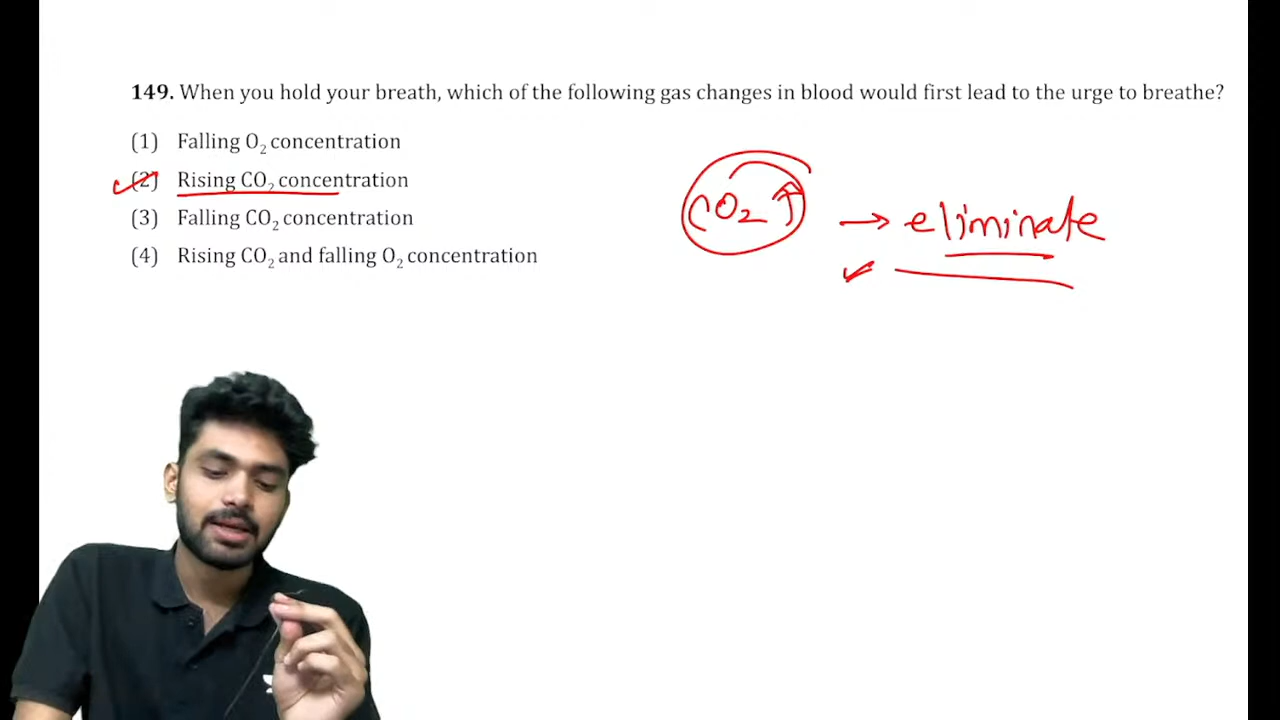 149. When you hold your breath, which of the following gas changes in blood would first lead to the urge to breathe?
(1) Falling O₂ concentration
(2) Rising CO₂ concentration
(3) Falling CO₂ concentration
(4) Rising CO₂ and falling O₂ concentration
CO₂ ↑ → eliminate